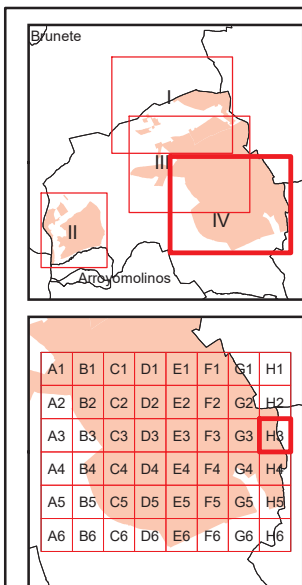 Brunete
I
III
IV
II
Arroyomolinos
A1 B1 C1 D1 E1 F1 G1 H1
A2 B2 C2 D2 E2 F2 G2 H2
A3 B3 C3 D3 E3 F3 G3 H3
A4 B4 C4 D4 E4 F4 G4 H4
A5 B5 C5 D5 E5 F5 G5 H5
A6 B6 C6 D6 E6 F6 G6 H6